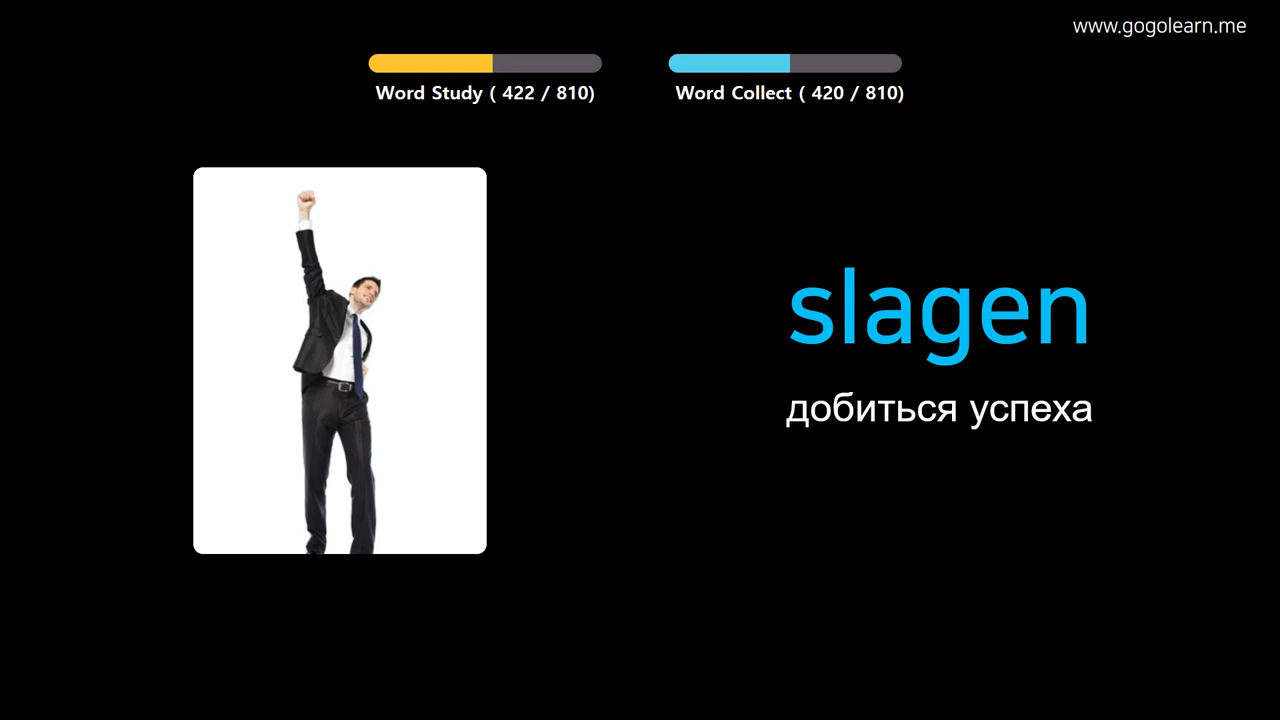 www.gogolearn.me
Word Study ( 422 / 810)
Word Collect ( 420 / 810)
slagen
добиться успеха